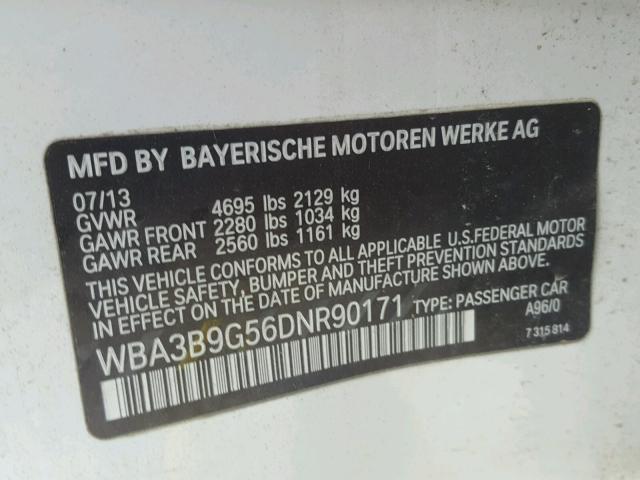 MFD BY BAYERISCHE MOTOREN WERKE AG
07/13
GVWR 4695 lbs 2129 kg
GAWR FRONT 2280 lbs 1034 kg
GAWR REAR 2560 lbs 1161 kg
THIS VEHICLE CONFORMS TO ALL APPLICABLE U.S.FEDERAL MOTOR
VEHICLE SAFETY, BUMPER AND THEFT PREVENTION STANDARDS
IN EFFECT ON THE DATE OF MANUFACTURE SHOWN ABOVE.
WBA3B9G56DNR90171 TYPE: PASSENGER CAR
A96/0
7 315 814